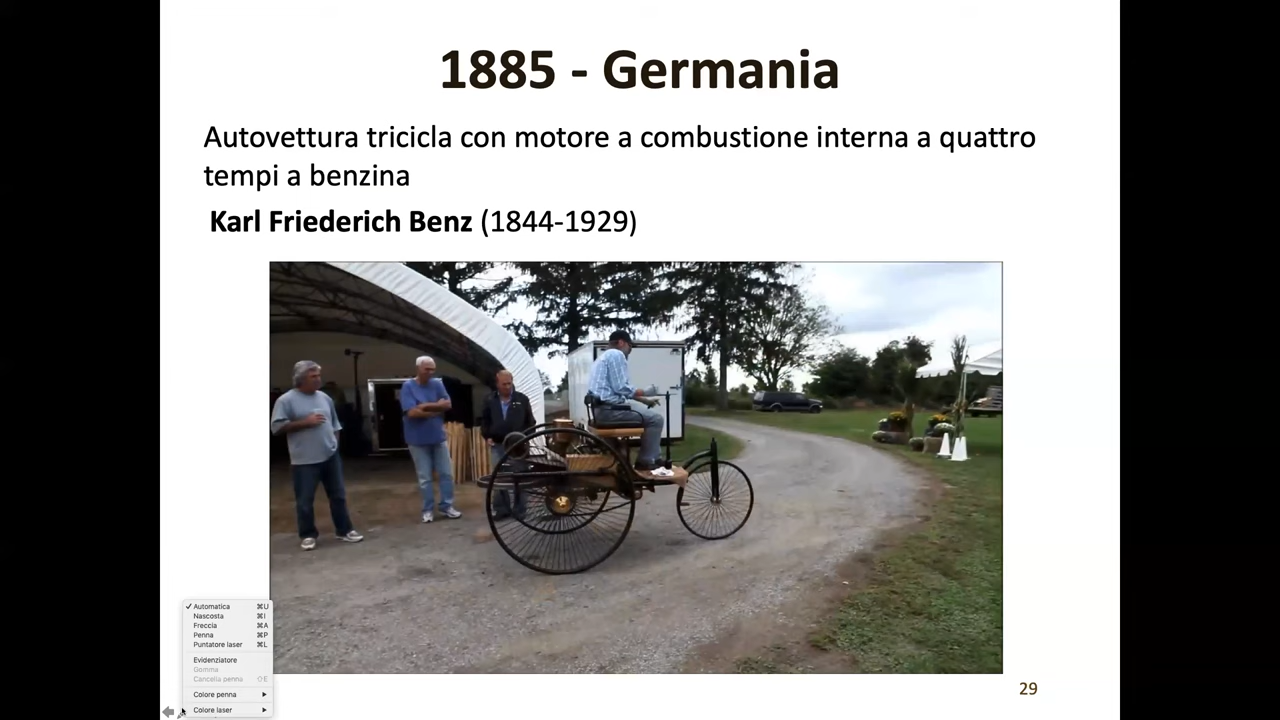 1885 - Germania
Autovettura tricicla con motore a combustione interna a quattro
tempi a benzina
Karl Friederich Benz (1844-1929)
✓ Automatica ⌘U
Nascosta ⌘I
Freccia ⌘A
Penna ⌘P
Puntatore laser ⌘L
Evidenziatore
Gomma
Cancella penna ⇧E
Colore penna
Colore laser
29